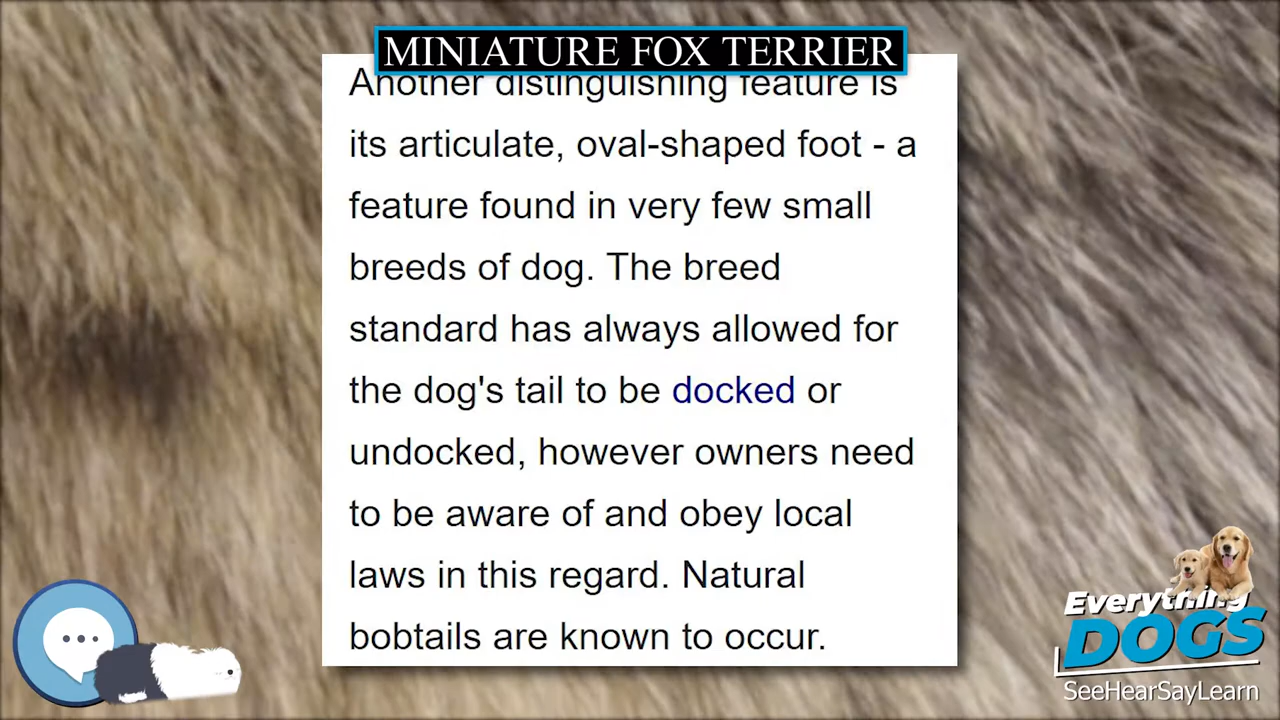 MINIATURE FOX TERRIER
Another distinguishing feature is
its articulate, oval-shaped foot - a
feature found in very few small
breeds of dog. The breed
standard has always allowed for
the dog's tail to be docked or
undocked, however owners need
to be aware of and obey local
laws in this regard. Natural
bobtails are known to occur.
Everything
DOGS
SeeHearSayLearn